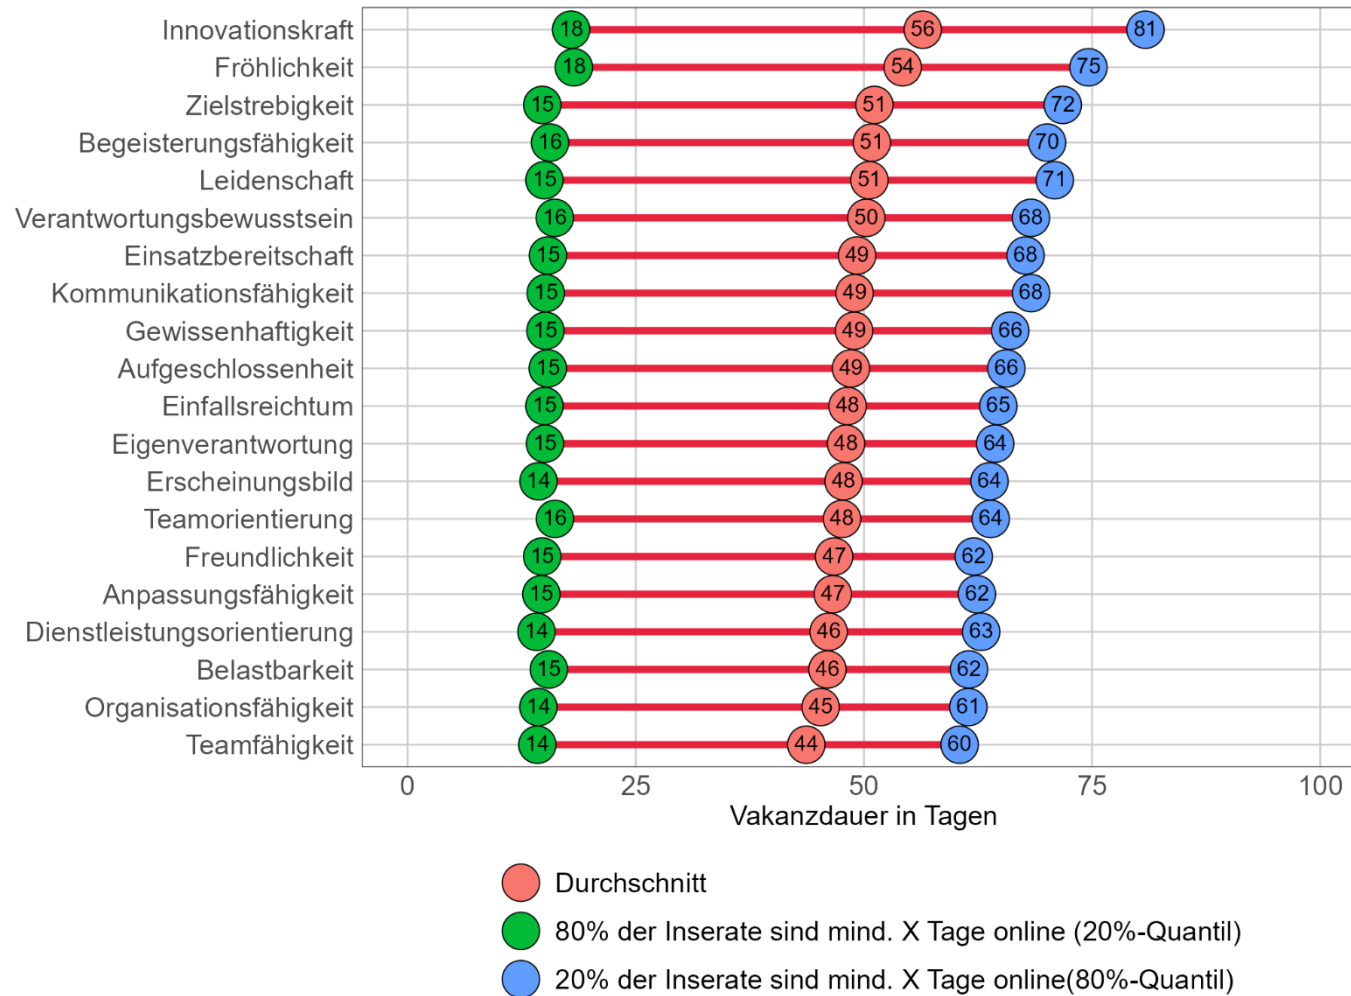 Innovationskraft 18 56 81
Fröhlichkeit 18 54 75
Zielstrebigkeit 15 51 72
Begeisterungsfähigkeit 16 51 70
Leidenschaft 15 51 71
Verantwortungsbewusstsein 16 50 68
Einsatzbereitschaft 15 49 68
Kommunikationsfähigkeit 15 49 68
Gewissenhaftigkeit 15 49 66
Aufgeschlossenheit 15 49 66
Einfallsreichtum 15 48 65
Eigenverantwortung 15 48 64
Erscheinungsbild 14 48 64
Teamorientierung 16 48 64
Freundlichkeit 15 47 62
Anpassungsfähigkeit 15 47 62
Dienstleistungsorientierung 14 46 63
Belastbarkeit 15 46 62
Organisationsfähigkeit 14 45 61
Teamfähigkeit 14 44 60
0 25 50 75 100
Vakanzdauer in Tagen
Durchschnitt
80% der Inserate sind mind. X Tage online (20%-Quantil)
20% der Inserate sind mind. X Tage online(80%-Quantil)